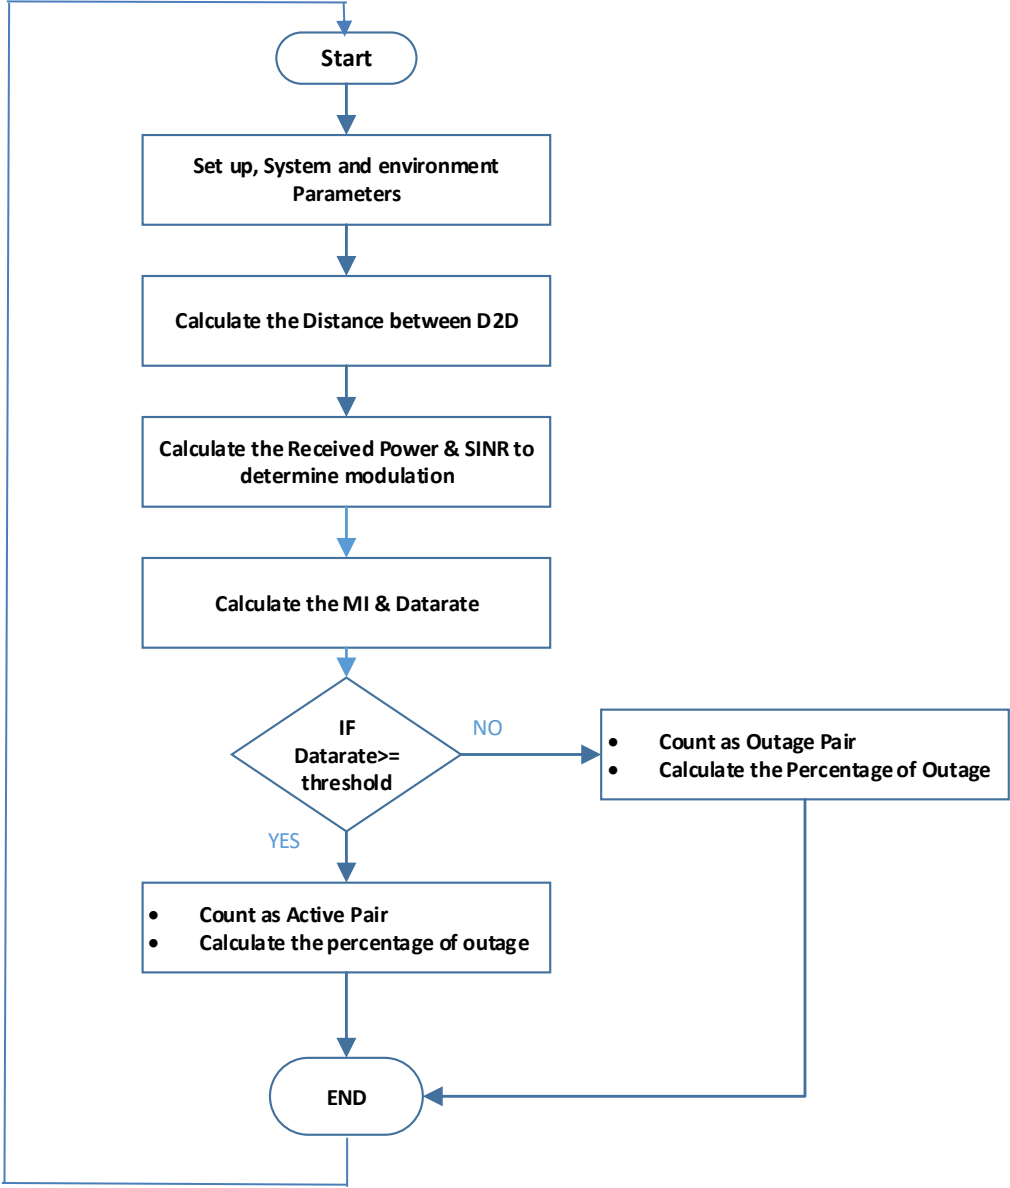 Start
Set up, System and environment
Parameters
Calculate the Distance between D2D
Calculate the Received Power & SINR to
determine modulation
Calculate the MI & Datarate
IF
Datarate>=
threshold
NO
• Count as Outage Pair
• Calculate the Percentage of Outage
YES
• Count as Active Pair
• Calculate the percentage of outage
END